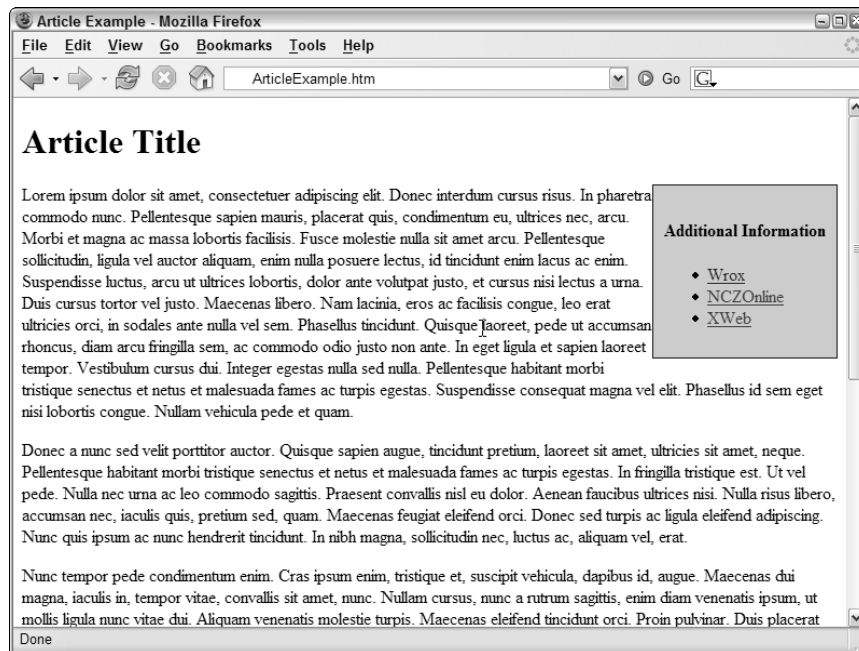 Article Example - Mozilla Firefox
File Edit View Go Bookmarks Tools Help
ArticleExample.htm Go G
Article Title
Lorem ipsum dolor sit amet, consectetuer adipiscing elit. Donec interdum cursus risus. In pharetra
commodo nunc. Pellentesque sapien mauris, placerat quis, condimentum eu, ultrices nec, arcu.
Morbi et magna ac massa lobortis facilisis. Fusce molestie nulla sit amet arcu. Pellentesque
sollicitudin, ligula vel auctor aliquam, enim nulla posuere lectus, id tincidunt enim lacus ac enim.
Suspendisse luctus, arcu ut ultrices lobortis, dolor ante volutpat justo, et cursus nisi lectus a urna.
Duis cursus tortor vel justo. Maecenas libero. Nam lacinia, eros ac facilisis congue, leo erat
ultricies orci, in sodales ante nulla vel sem. Phasellus tincidunt. Quisque laoreet, pede ut accumsan
rhoncus, diam arcu fringilla sem, ac commodo odio justo non ante. In eget ligula et sapien laoreet
tempor. Vestibulum cursus dui. Integer egestas nulla sed nulla. Pellentesque habitant morbi
tristique senectus et netus et malesuada fames ac turpis egestas. Suspendisse consequat magna vel elit. Phasellus id sem eget
nisi lobortis congue. Nullam vehicula pede et quam.
Additional Information
Wrox
NCZOnline
XWeb
Donec a nunc sed velit porttitor auctor. Quisque sapien augue, tincidunt pretium, laoreet sit amet, ultricies sit amet, neque.
Pellentesque habitant morbi tristique senectus et netus et malesuada fames ac turpis egestas. In fringilla tristique est. Ut vel
pede. Nulla nec urna ac leo commodo sagittis. Praesent convallis nisl eu dolor. Aenean faucibus ultrices nisi. Nulla risus libero,
accumsan nec, iaculis quis, pretium sed, quam. Maecenas feugiat eleifend orci. Donec sed turpis ac ligula eleifend adipiscing.
Nunc quis ipsum ac nunc hendrerit tincidunt. In nibh magna, sollicitudin nec, luctus ac, aliquam vel, erat.
Nunc tempor pede condimentum enim. Cras ipsum enim, tristique et, suscipit vehicula, dapibus id, augue. Maecenas dui
magna, iaculis in, tempor vitae, convallis sit amet, nunc. Nullam cursus, nunc a rutrum sagittis, enim diam venenatis ipsum, ut
mollis ligula nunc vitae dui. Aliquam venenatis molestie turpis. Maecenas eleifend tincidunt orci. Proin pulvinar. Duis placerat
Done